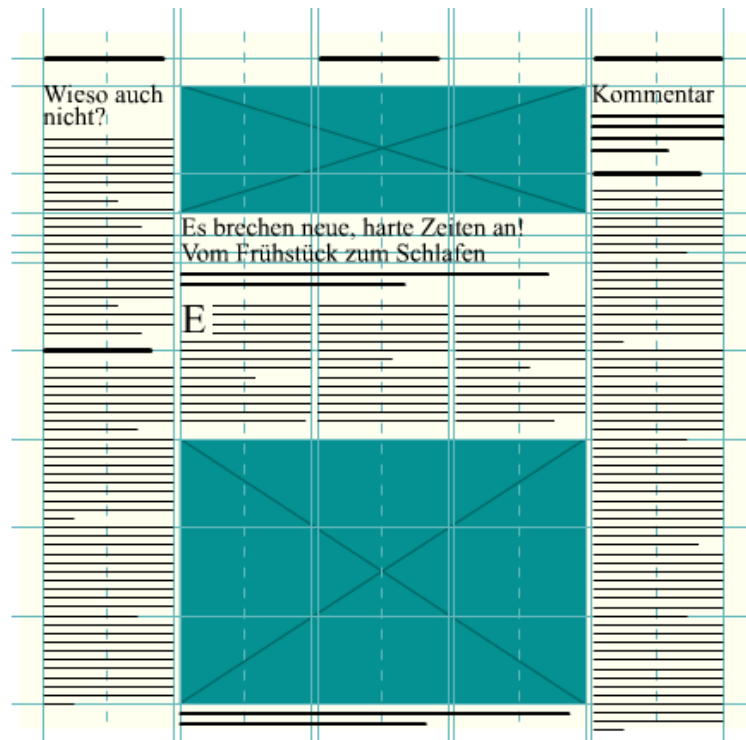 Wieso auch
nicht?
Es brechen neue, harte Zeiten an!
Vom Frühstück zum Schlafen
E
Kommentar